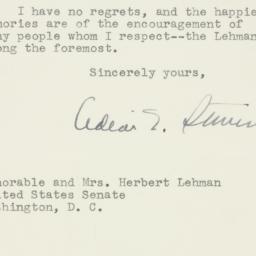 I have no regrets, and the happie
mories are of the encouragement of
ny people whom I respect--the Lehman
ong the foremost.
Sincerely yours,
Adlai E. Steven
norable and Mrs. Herbert Lehman
ited States Senate
shington, D. C.